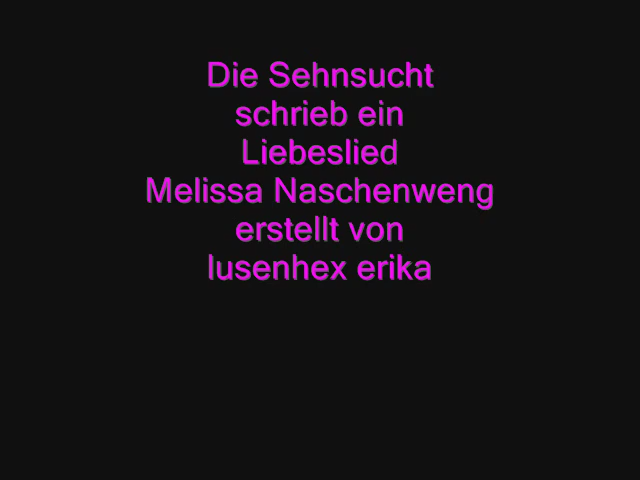 Die Sehnsucht
schrieb ein
Liebeslied
Melissa Naschenweng
erstellt von
lusenhex erika